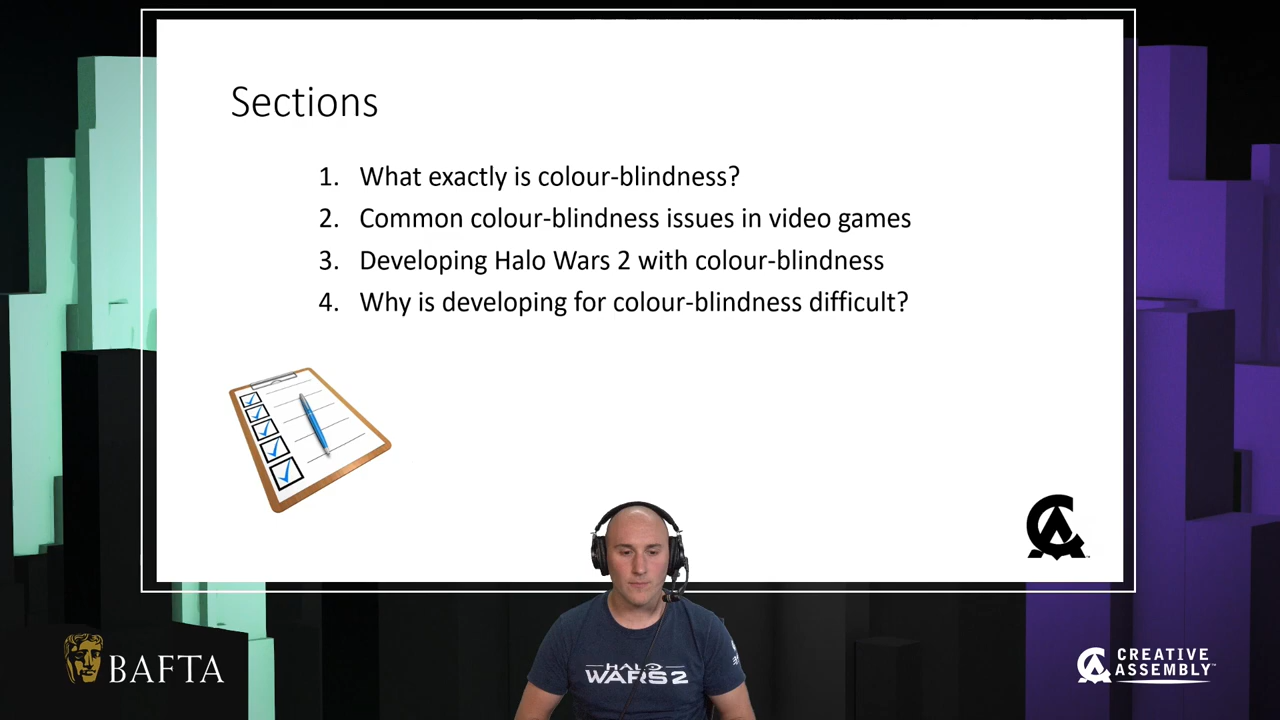 Sections
1. What exactly is colour-blindness?
2. Common colour-blindness issues in video games
3. Developing Halo Wars 2 with colour-blindness
4. Why is developing for colour-blindness difficult?
HALO
WARS 2
BAFTA
CREATIVE
ASSEMBLY™